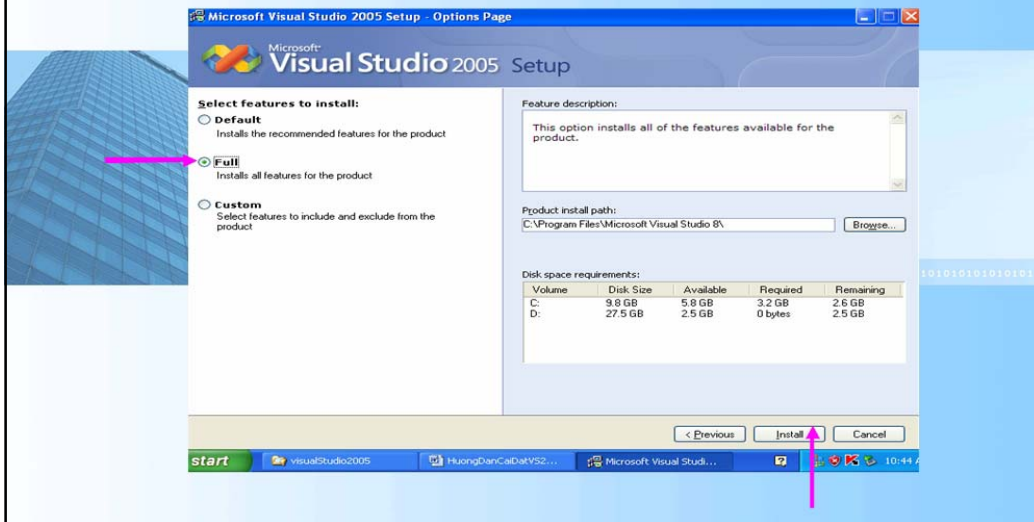 Microsoft Visual Studio 2005 Setup - Options Page
Microsoft
Visual Studio 2005 Setup
Select features to install:
Default
Installs the recommended features for the product
Full
Installs all features for the product
Custom
Select features to include and exclude from the
product
Feature description:
This option installs all of the features available for the
product.
Product install path:
C:\Program Files\Microsoft Visual Studio 8\
Browse...
Disk space requirements:
Volume Disk Size Available Required Remaining
C: 9.8 GB 5.8 GB 3.2 GB 2.6 GB
D: 27.5 GB 2.5 GB 0 bytes 2.5 GB
1010101010101
< Previous Install Cancel
start visualStudio2005 HuongDanCaiDatVS2... Microsoft Visual Studi... 10:44